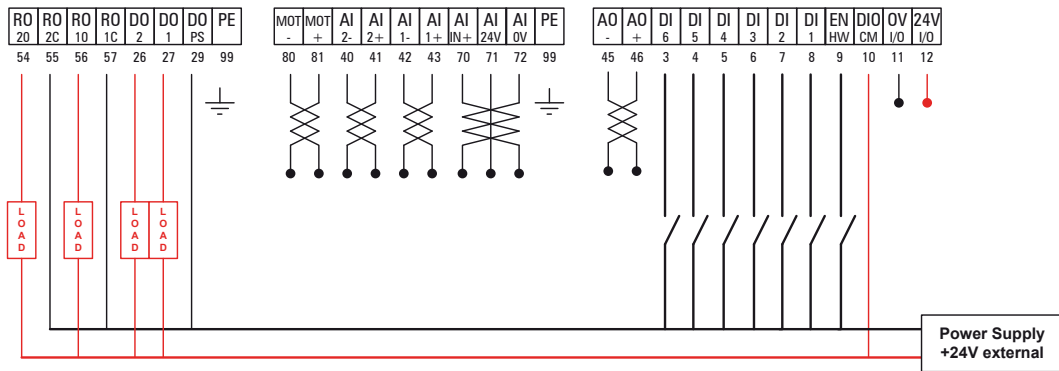 RO RO RO RO DO DO DO PE
20 2C 10 1C 2 1 PS
54 55 56 57 26 27 29 99
MOT MOT AI AI AI AI AI AI AI PE
- + 2- 2+ 1- 1+ IN+ 24V 0V
80 81 40 41 42 43 70 71 72 99
AO AO DI DI DI DI DI DI EN DIO OV 24V
- + 6 5 4 3 2 1 HW CM I/O I/O
45 46 3 4 5 6 7 8 9 10 11 12
LOAD LOAD LOAD LOAD
Power Supply
+24V external